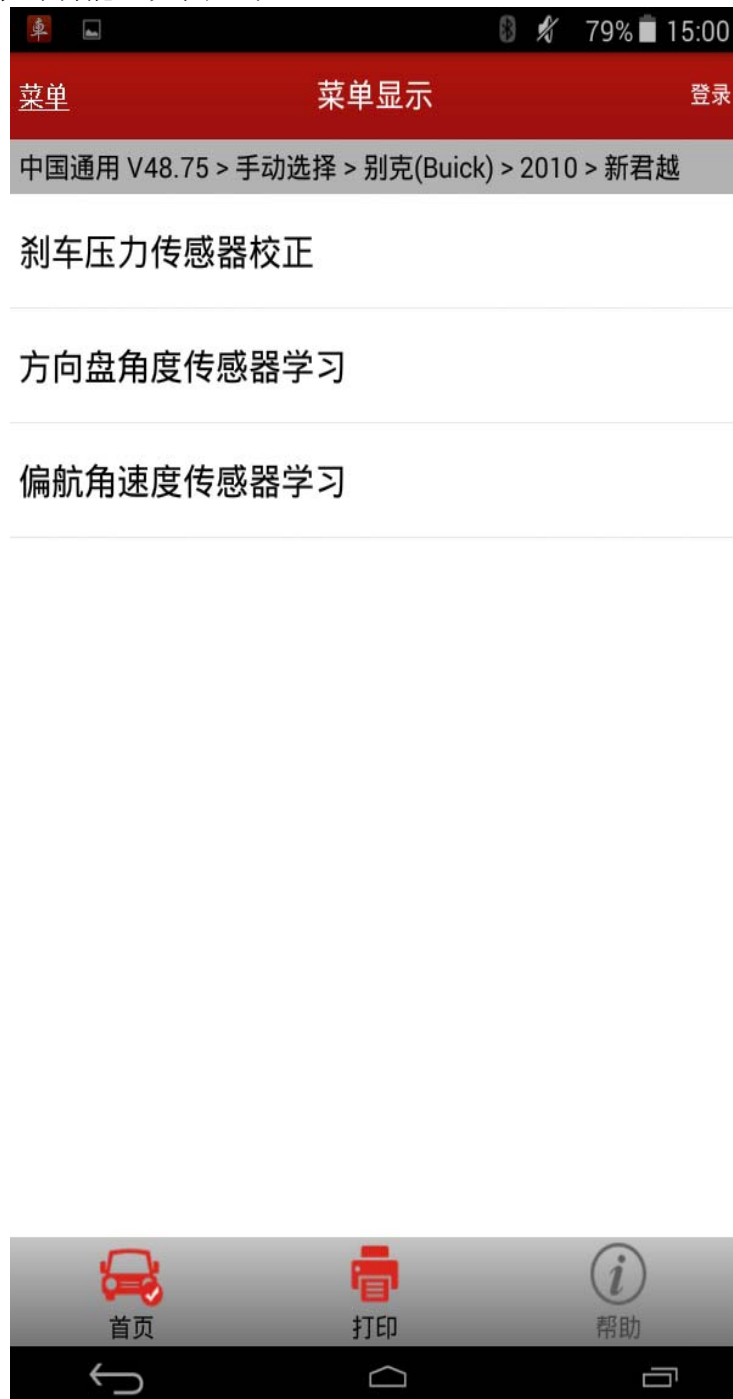 車
79% 15:00
菜单 菜单显示 登录
中国通用 V48.75 > 手动选择 > 别克(Buick) > 2010 > 新君越
刹车压力传感器校正
方向盘角度传感器学习
偏航角速度传感器学习
首页 打印 帮助